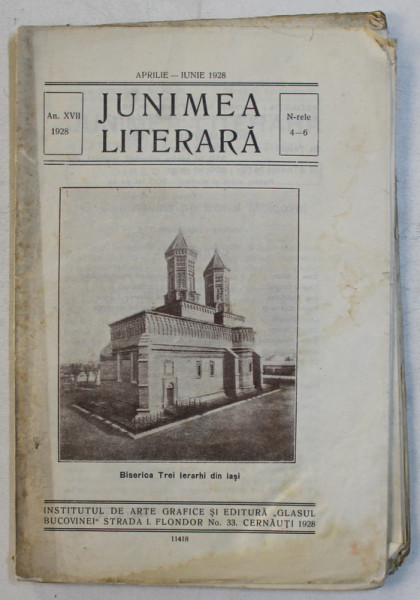 APRILIE — IUNIE 1928
An. XVII
1928
JUNIMEA
LITERARĂ
N-rele
4—6
Biserica Trei Ierarhi din Iași
INSTITUTUL DE ARTE GRAFICE ȘI EDITURĂ „GLASUL
BUCOVINEI" STRADA I. FLONDOR No. 33. CERNĂUȚI 1928
11418